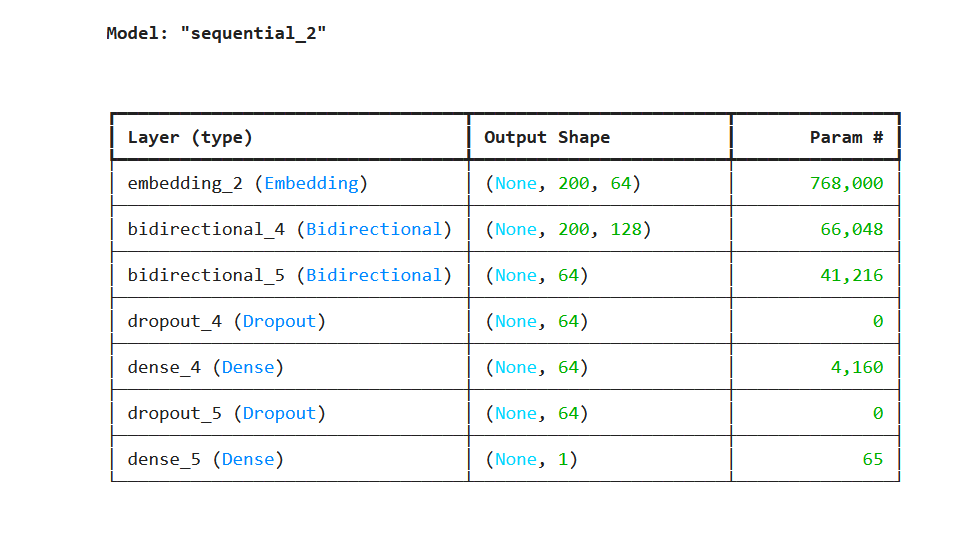 Model: "sequential_2"
Layer (type) Output Shape Param #
embedding_2 (Embedding) (None, 200, 64) 768,000
bidirectional_4 (Bidirectional) (None, 200, 128) 66,048
bidirectional_5 (Bidirectional) (None, 64) 41,216
dropout_4 (Dropout) (None, 64) 0
dense_4 (Dense) (None, 64) 4,160
dropout_5 (Dropout) (None, 64) 0
dense_5 (Dense) (None, 1) 65